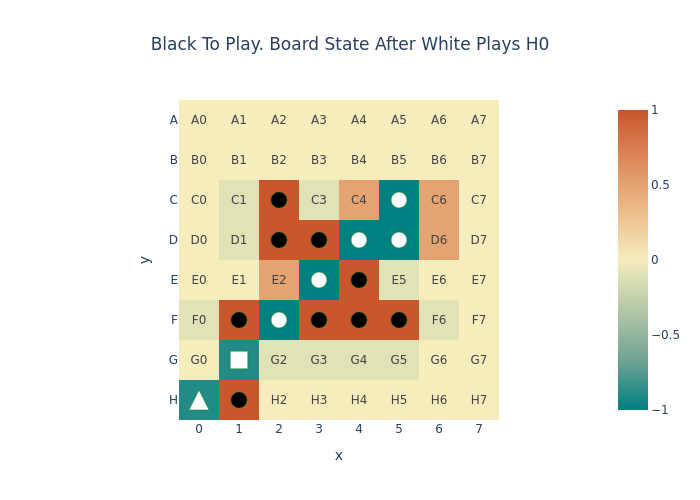 Black To Play. Board State After White Plays H0
A A0 A1 A2 A3 A4 A5 A6 A7
B B0 B1 B2 B3 B4 B5 B6 B7
C C0 C1 C3 C4 C6 C7
D D0 D1 D6 D7
E E0 E1 E2 E5 E6 E7
F F0 F6 F7
G G0 G2 G3 G4 G5 G6 G7
H H2 H3 H4 H5 H6 H7
0 1 2 3 4 5 6 7
x
y
1
0.5
0
−0.5
−1